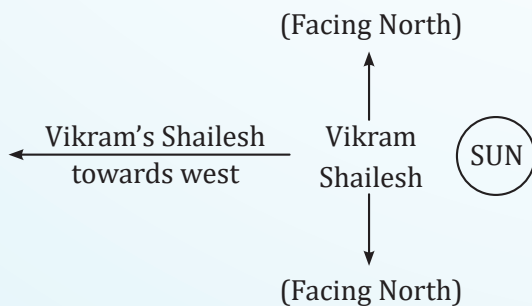 (Facing North)
Vikram's Shailesh
towards west
Vikram
Shailesh
SUN
(Facing North)